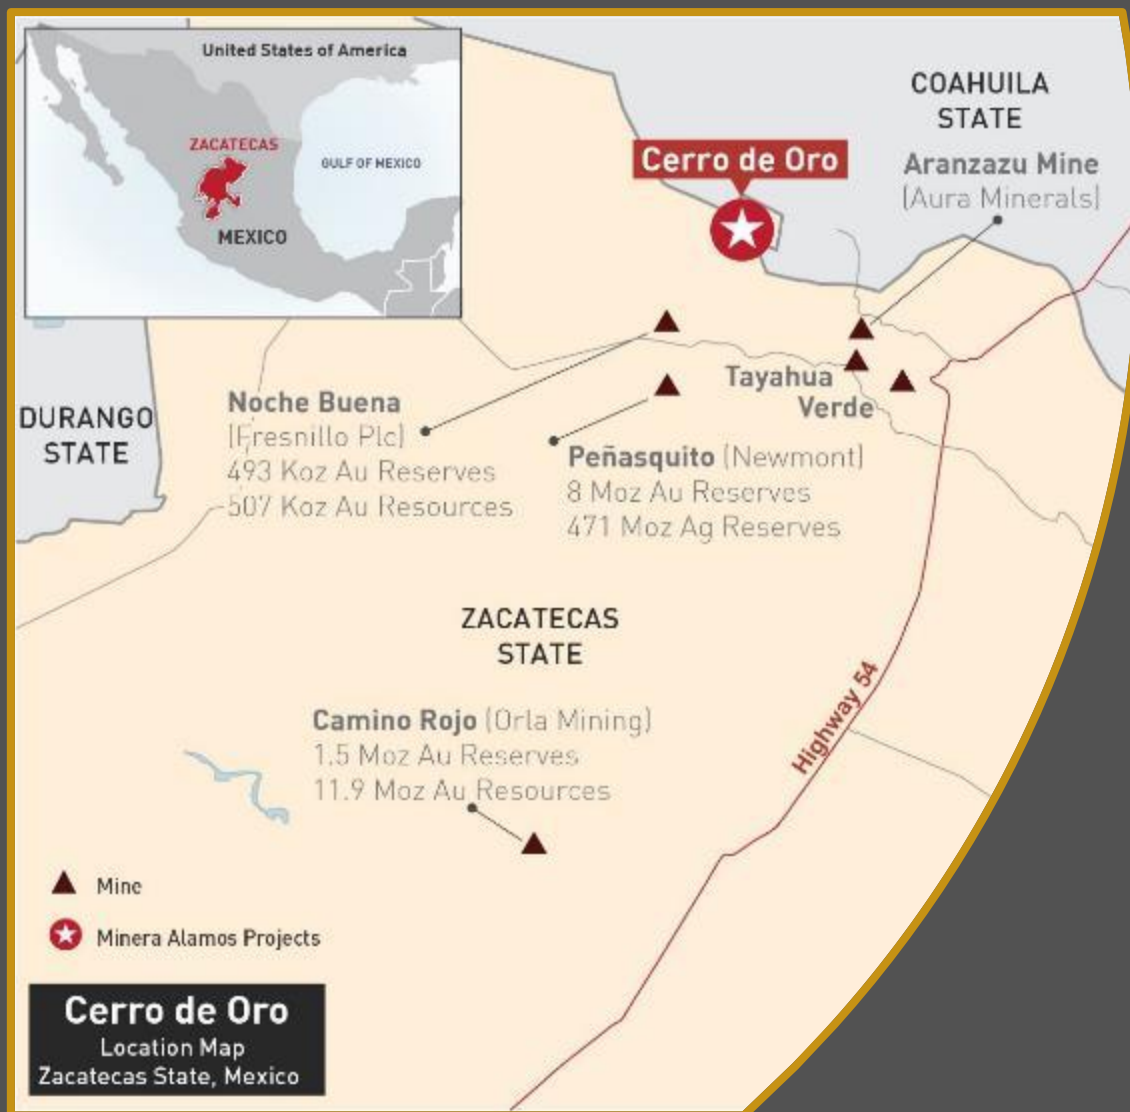 United States of America
ZACATECAS
GULF OF MEXICO
MEXICO
COAHUILA
STATE
Cerro de Oro
Aranzazu Mine
(Aura Minerals)
DURANGO
STATE
Noche Buena
(Fresnillo Plc)
493 Koz Au Reserves
507 Koz Au Resources
Tayahua
Verde
Peñasquito (Newmont)
8 Moz Au Reserves
471 Moz Ag Reserves
ZACATECAS
STATE
Highway 54
Camino Rojo (Orla Mining)
1.5 Moz Au Reserves
11.9 Moz Au Resources
Mine
Minera Alamos Projects
Cerro de Oro
Location Map
Zacatecas State, Mexico